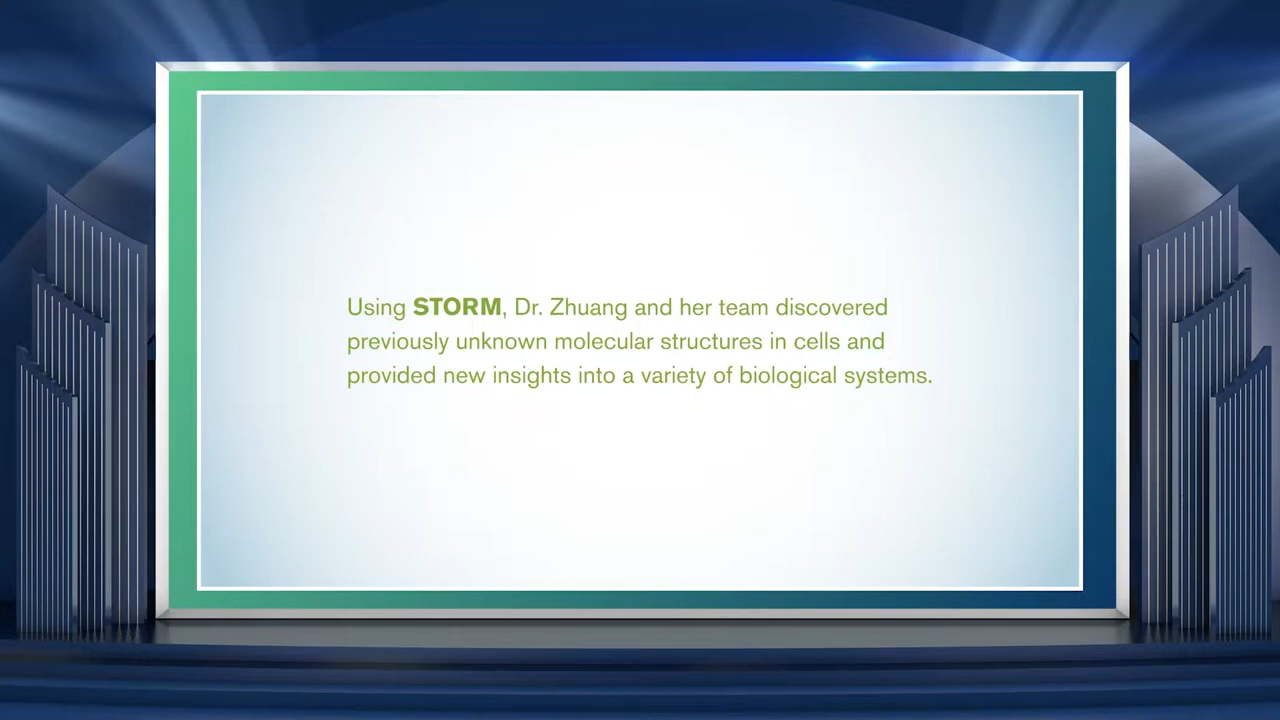 Using STORM, Dr. Zhuang and her team discovered
previously unknown molecular structures in cells and
provided new insights into a variety of biological systems.